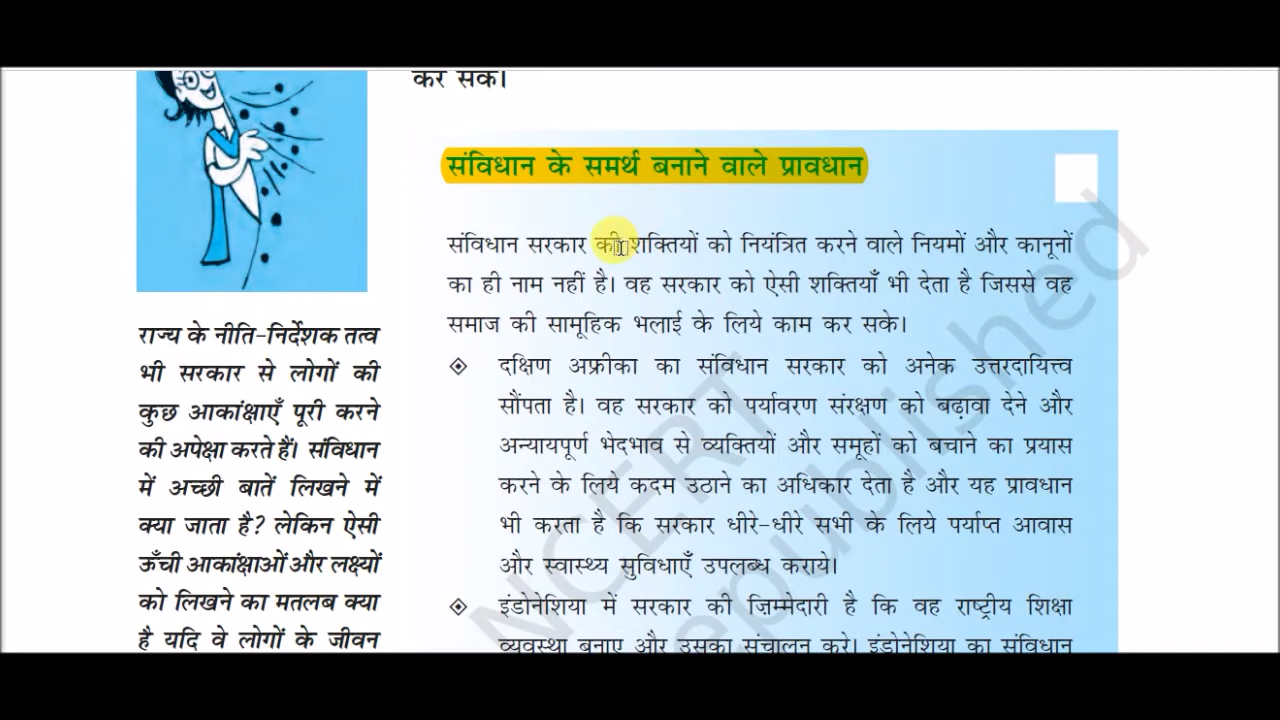 कर सके।
संविधान के समर्थ बनाने वाले प्रावधान
संविधान सरकार की शक्तियों को नियंत्रित करने वाले नियमों और कानूनों
का ही नाम नहीं है। वह सरकार को ऐसी शक्तियाँ भी देता है जिससे वह
समाज की सामूहिक भलाई के लिये काम कर सके।
दक्षिण अफ्रीका का संविधान सरकार को अनेक उत्तरदायित्त्व
सौंपता है। वह सरकार को पर्यावरण संरक्षण को बढ़ावा देने और
अन्यायपूर्ण भेदभाव से व्यक्तियों और समूहों को बचाने का प्रयास
करने के लिये कदम उठाने का अधिकार देता है और यह प्रावधान
भी करता है कि सरकार धीरे-धीरे सभी के लिये पर्याप्त आवास
और स्वास्थ्य सुविधाएँ उपलब्ध कराये।
इंडोनेशिया में सरकार की ज़िम्मेदारी है कि वह राष्ट्रीय शिक्षा
व्यवस्था बनाए और उसका संचालन करे। इंडोनेशिया का संविधान
राज्य के नीति-निर्देशक तत्व
भी सरकार से लोगों की
कुछ आकांक्षाएँ पूरी करने
की अपेक्षा करते हैं। संविधान
में अच्छी बातें लिखने में
क्या जाता है? लेकिन ऐसी
ऊँची आकांक्षाओं और लक्ष्यों
को लिखने का मतलब क्या
है यदि वे लोगों के जीवन
NCERT
republished